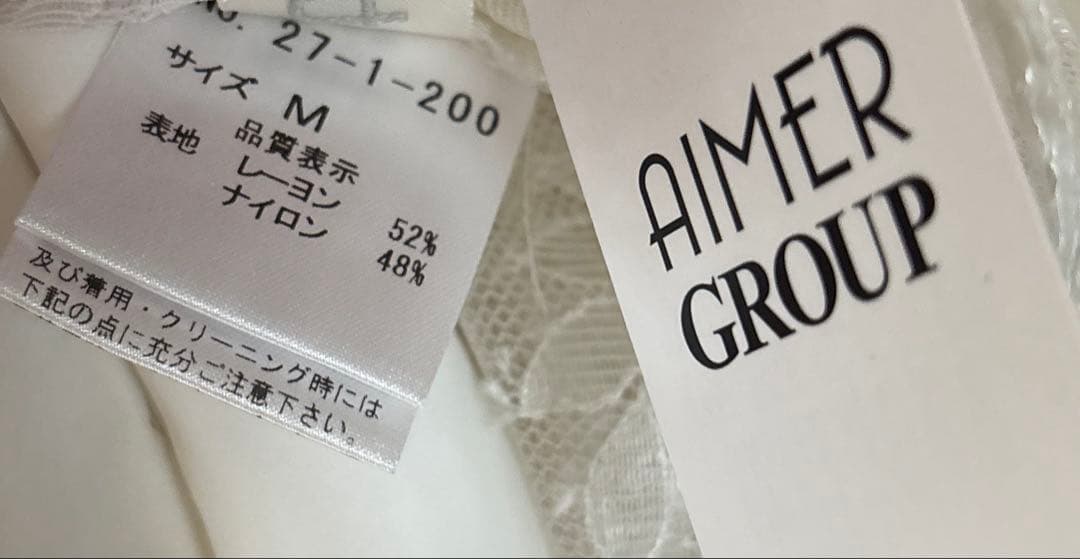 No. 27-1-200
サイズ M
品質表示
表地 レーヨン 52%
ナイロン 48%
及び着用・クリーニング時には
下記の点に充分ご注意下さい。
AIMER
GROUP